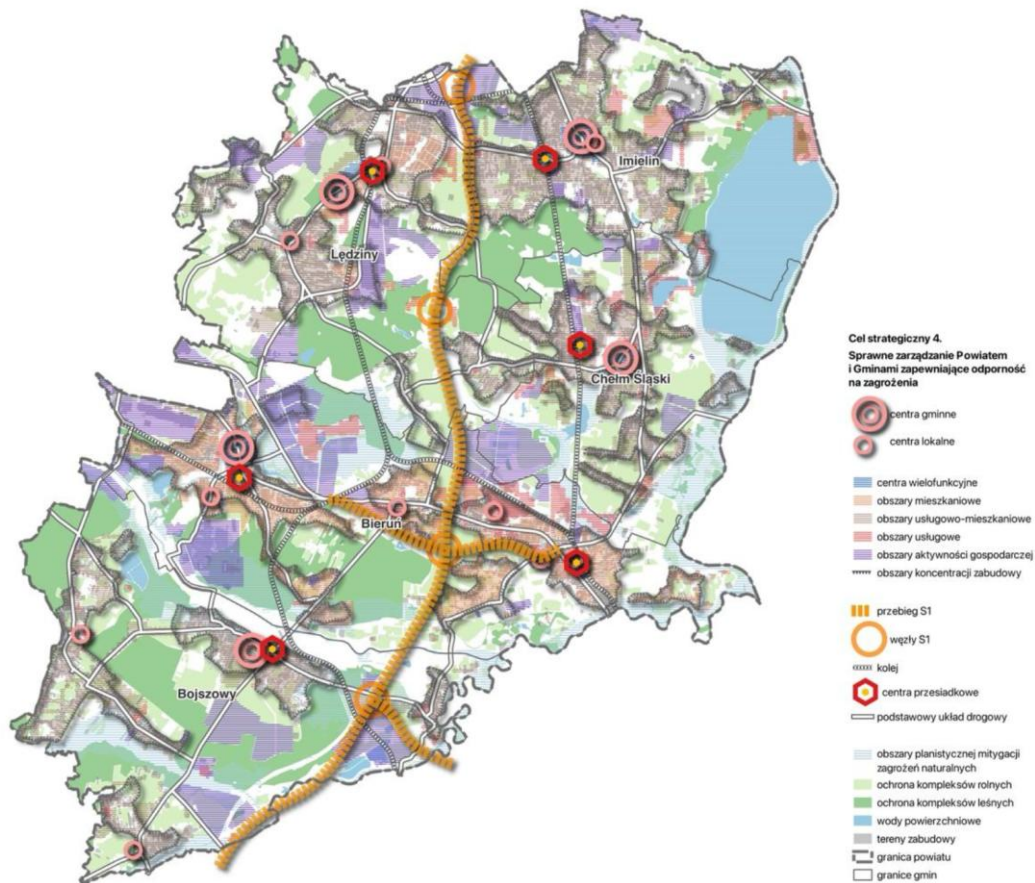 Imielin
Lędziny
Chełm Śląski
Bieruń
Bojszowy
Cel strategiczny 4.
Sprawne zarządzanie Powiatem
i Gminami zapewniające odporność
na zagrożenia
centra gminne
centra lokalne
centra wielofunkcyjne
obszary mieszkaniowe
obszary usługowo-mieszkaniowe
obszary usługowe
obszary aktywności gospodarczej
obszary koncentracji zabudowy
przebieg S1
węzły S1
kolej
centra przesiadkowe
podstawowy układ drogowy
obszary planistycznej mitygacji
zagrożeń naturalnych
ochrona kompleksów rolnych
ochrona kompleksów leśnych
wody powierzchniowe
tereny zabudowy
granica powiatu
granice gmin